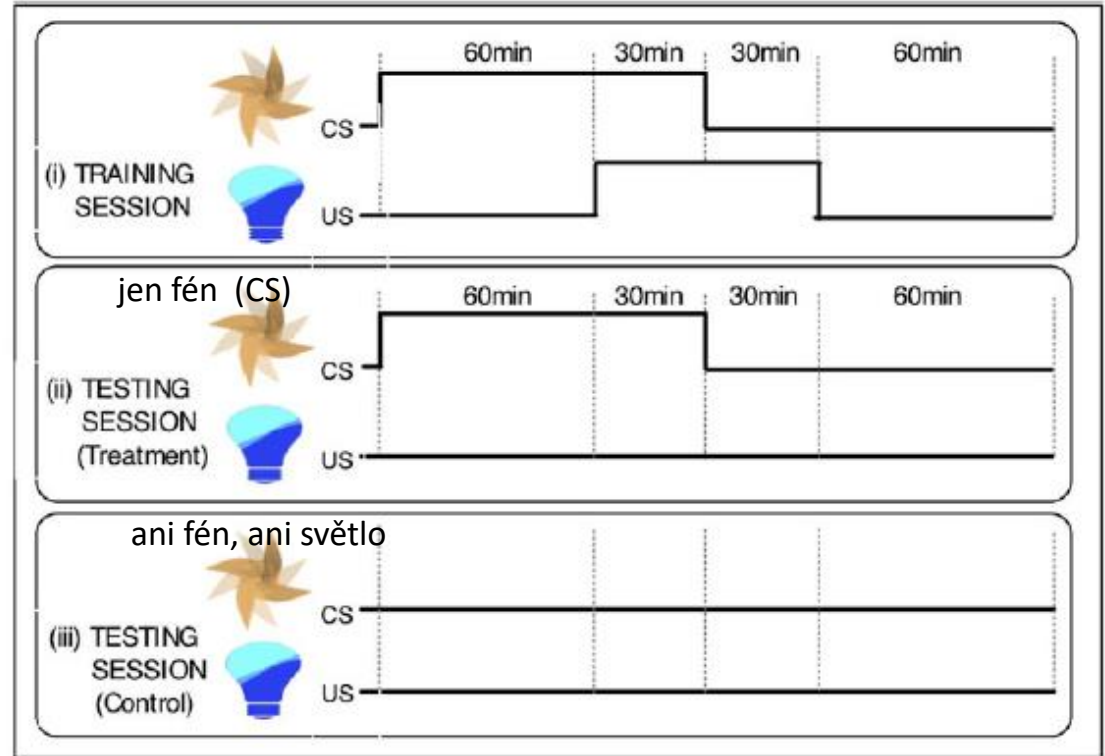 60min 30min 30min 60min
CS
(i) TRAINING
SESSION
US
jen fén (CS)
60min 30min 30min 60min
CS
(ii) TESTING
SESSION
(Treatment)
US
ani fén, ani světlo
CS
(iii) TESTING
SESSION
(Control)
US